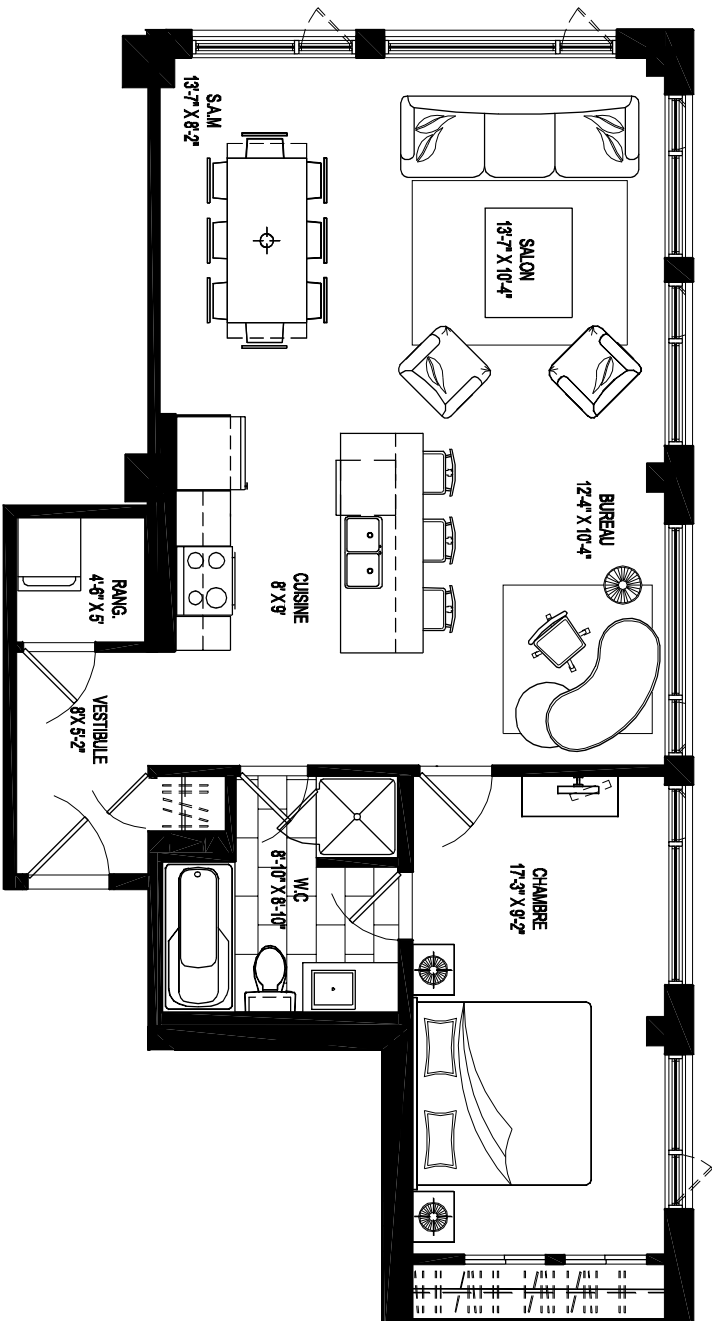 S.A.M
13'-7" X 8'-2"
SALON
13'-7" X 10'-4"
BUREAU
12'-4" X 10'-4"
CUISINE
8' X 9'
RANG.
4'-6" X 5'
VESTIBULE
8'X 5'-2"
W.C
8'-10" X 8'-10"
CHAMBRE
17'-3" X 9'-2"